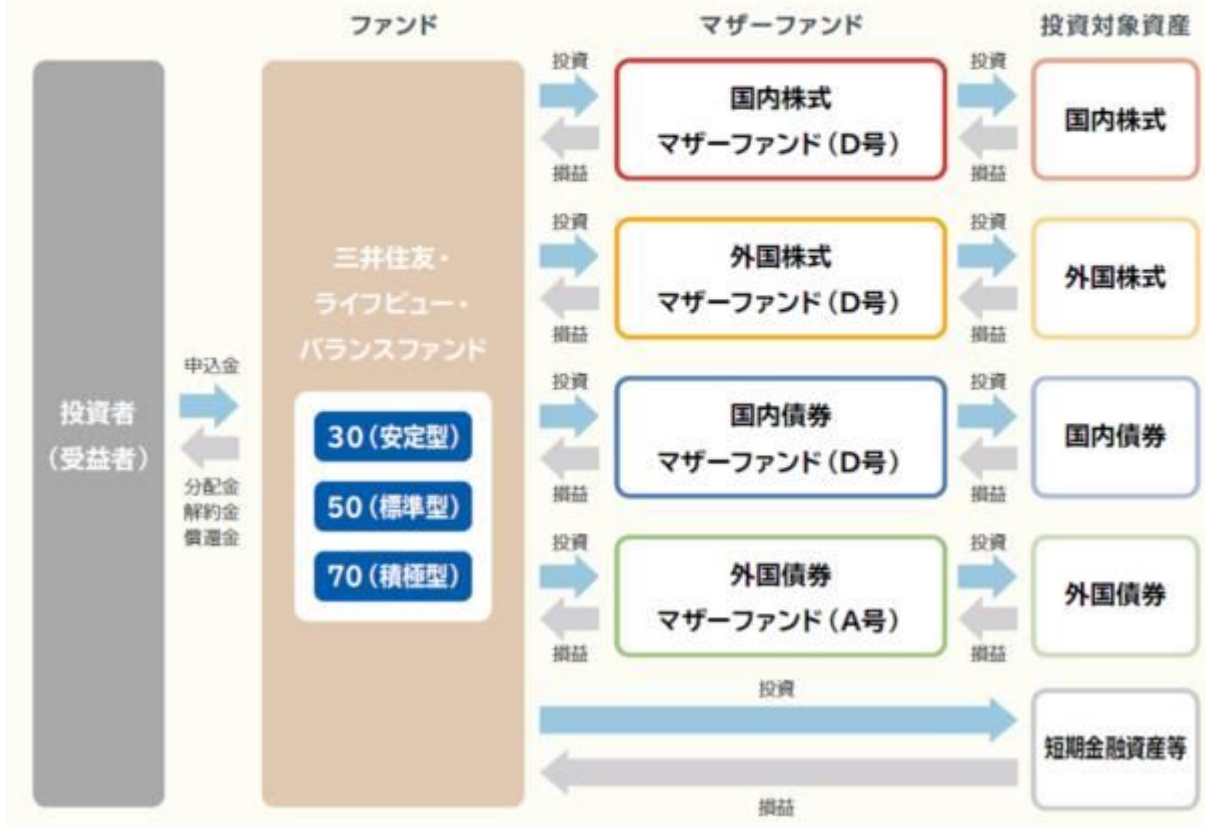 ファンド
マザーファンド
投資対象資産
投資者
（受益者）
申込金
分配金
解約金
償還金
三井住友・
ライフビュー・
バランスファンド
30（安定型）
50（標準型）
70（積極型）
投資
損益
国内株式
マザーファンド（D号）
投資
損益
国内株式
投資
損益
外国株式
マザーファンド（D号）
投資
損益
外国株式
投資
損益
国内債券
マザーファンド（D号）
投資
損益
国内債券
投資
損益
外国債券
マザーファンド（A号）
投資
損益
外国債券
投資
損益
短期金融資産等